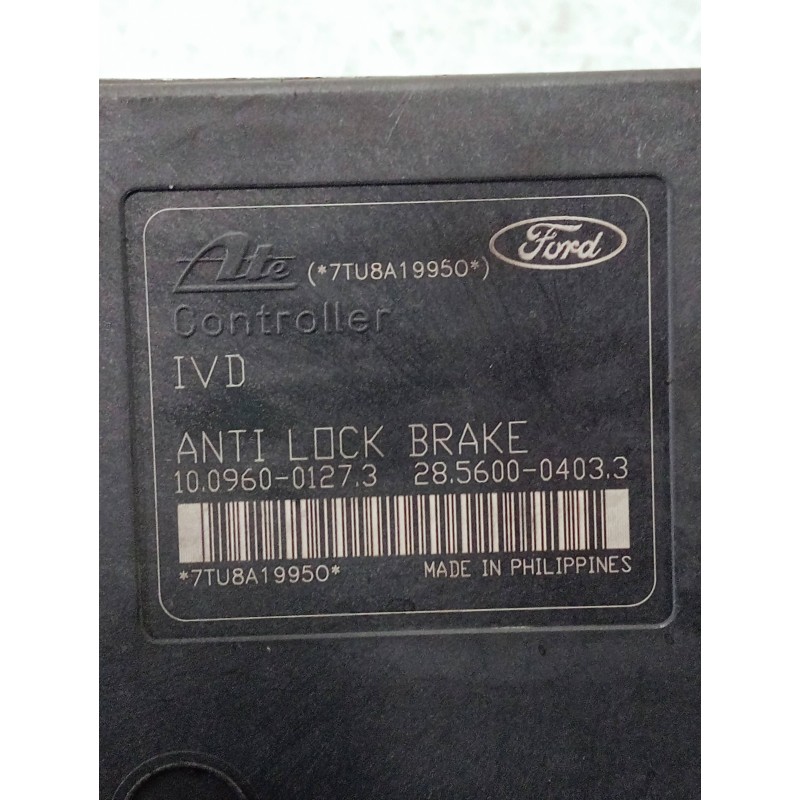 Ate (*7TU8A19950*) Ford
Controller
IVD
ANTI LOCK BRAKE
10.0960-0127.3 28.5600-0403.3
*7TU8A19950* MADE IN PHILIPPINES